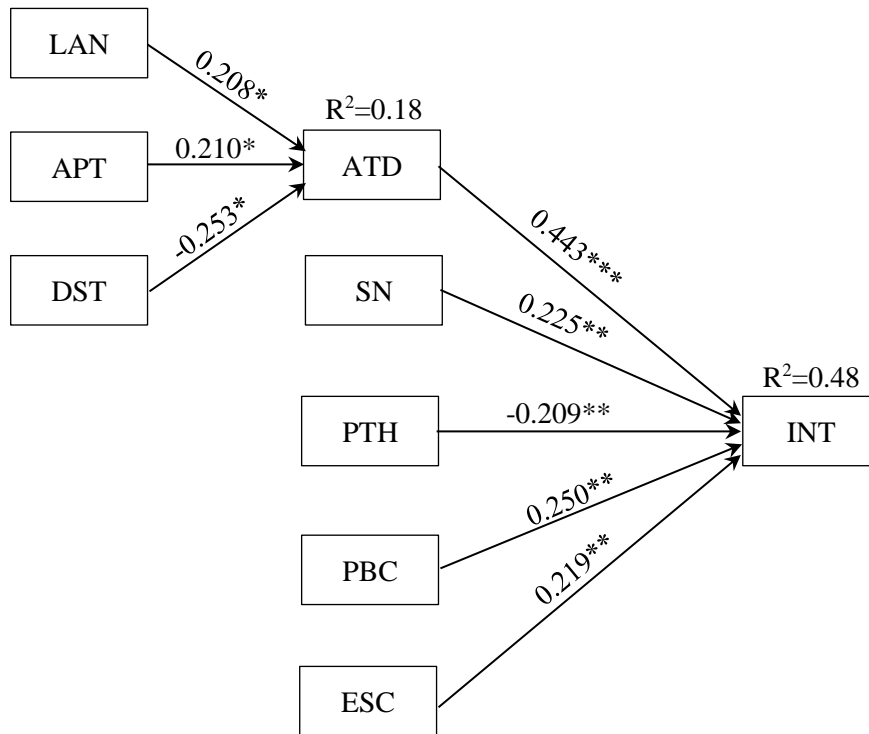 LAN
0.208*
R²=0.18
APT
0.210*
ATD
-0.253*
0.443***
DST
SN
0.225**
R²=0.48
PTH
-0.209**
INT
0.250**
PBC
0.219**
ESC